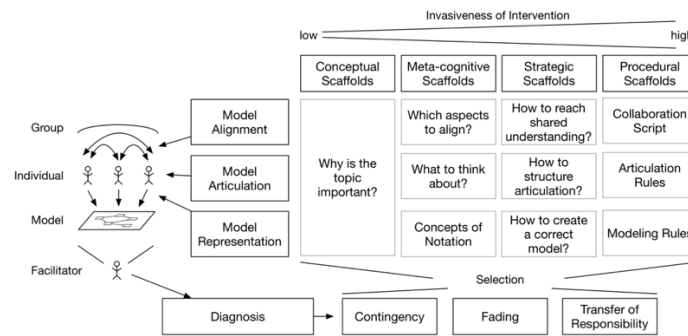 Invasiveness of Intervention
low
high
Conceptual
Scaffolds
Meta-cognitive
Scaffolds
Strategic
Scaffolds
Procedural
Scaffolds
Group
Model
Alignment
Which aspects
to align?
How to reach
shared
understanding?
Collaboration
Script
Individual
Model
Articulation
Why is the
topic
important?
What to think
about?
How to
structure
articulation?
Articulation
Rules
Model
Model
Representation
Concepts of
Notation
How to create
a correct
model?
Modeling Rules
Facilitator
Selection
Diagnosis
Contingency
Fading
Transfer of
Responsibility